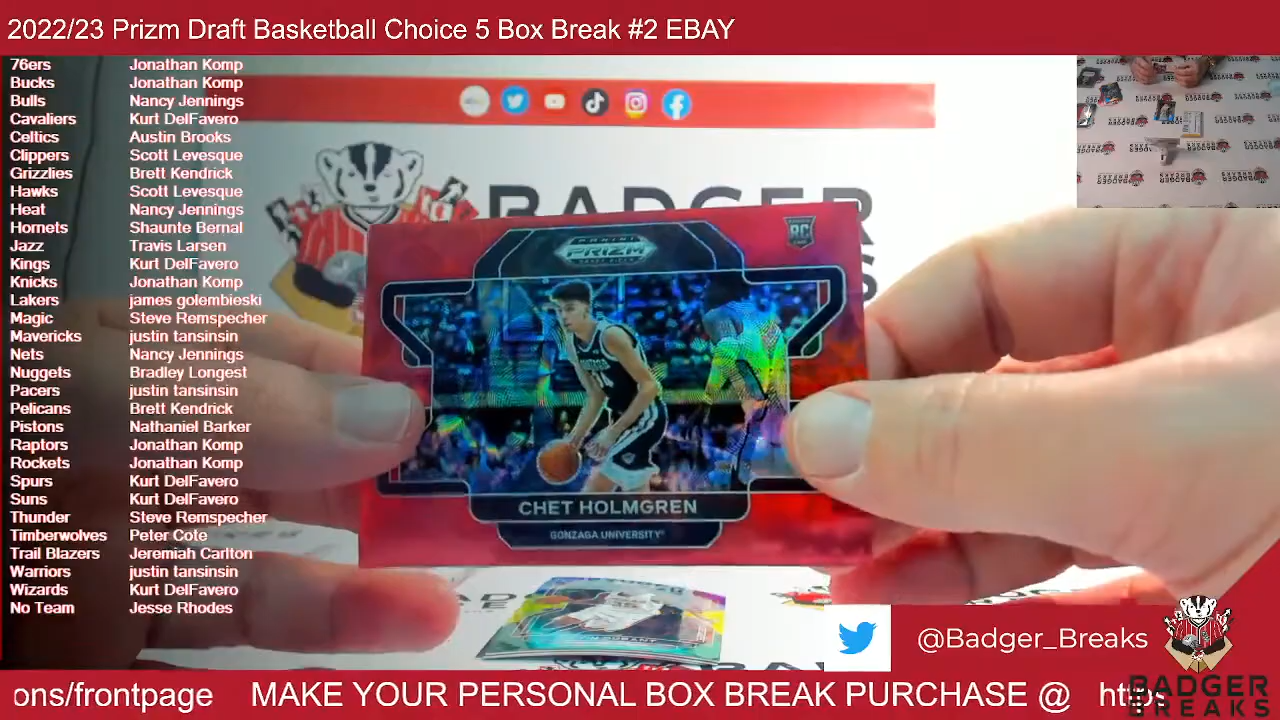 2022/23 Prizm Draft Basketball Choice 5 Box Break #2 EBAY
76ers Jonathan Komp
Bucks Jonathan Komp
Bulls Nancy Jennings
Cavaliers Kurt DelFavero
Celtics Austin Brooks
Clippers Scott Levesque
Grizzlies Brett Kendrick
Hawks Scott Levesque
Heat Nancy Jennings
Hornets Shaunte Bernal
Jazz Travis Larsen
Kings Kurt DelFavero
Knicks Jonathan Komp
Lakers james golembieski
Magic Steve Remspecher
Mavericks justin tansinsin
Nets Nancy Jennings
Nuggets Bradley Longest
Pacers justin tansinsin
Pelicans Brett Kendrick
Pistons Nathaniel Barker
Raptors Jonathan Komp
Rockets Jonathan Komp
Spurs Kurt DelFavero
Suns Kurt DelFavero
Thunder Steve Remspecher
Timberwolves Peter Cote
Trail Blazers Jeremiah Carlton
Warriors justin tansinsin
Wizards Kurt DelFavero
No Team Jesse Rhodes
BADGER
PANINI
PRIZM
RC
CHET HOLMGREN
GONZAGA UNIVERSITY
@Badger_Breaks
BADGER
BREAKS
ons/frontpage MAKE YOUR PERSONAL BOX BREAK PURCHASE @ https